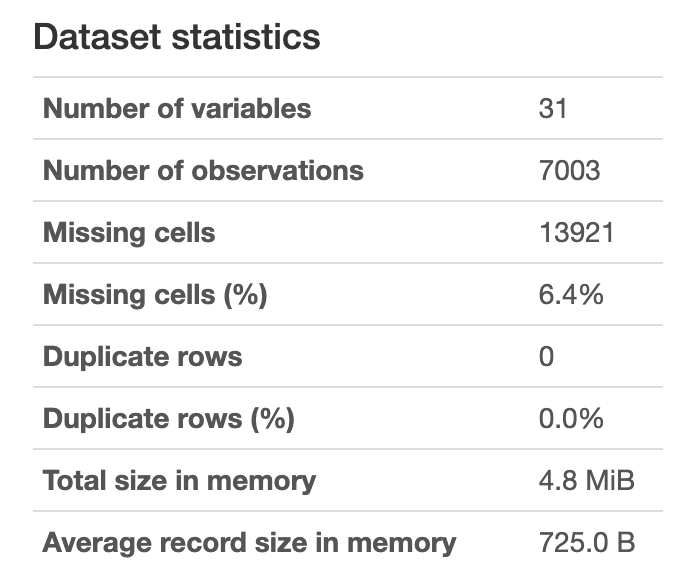 Dataset statistics
Number of variables 31
Number of observations 7003
Missing cells 13921
Missing cells (%) 6.4%
Duplicate rows 0
Duplicate rows (%) 0.0%
Total size in memory 4.8 MiB
Average record size in memory 725.0 B